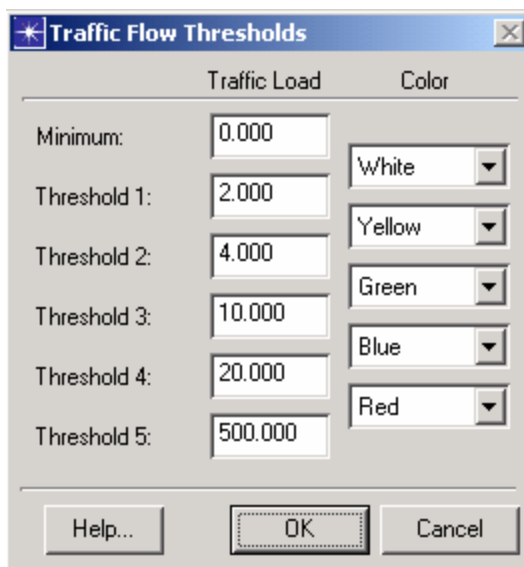 Traffic Flow Thresholds
Traffic Load Color
Minimum: 0.000
White
Threshold 1: 2.000
Yellow
Threshold 2: 4.000
Green
Threshold 3: 10.000
Blue
Threshold 4: 20.000
Red
Threshold 5: 500.000
Help... OK Cancel